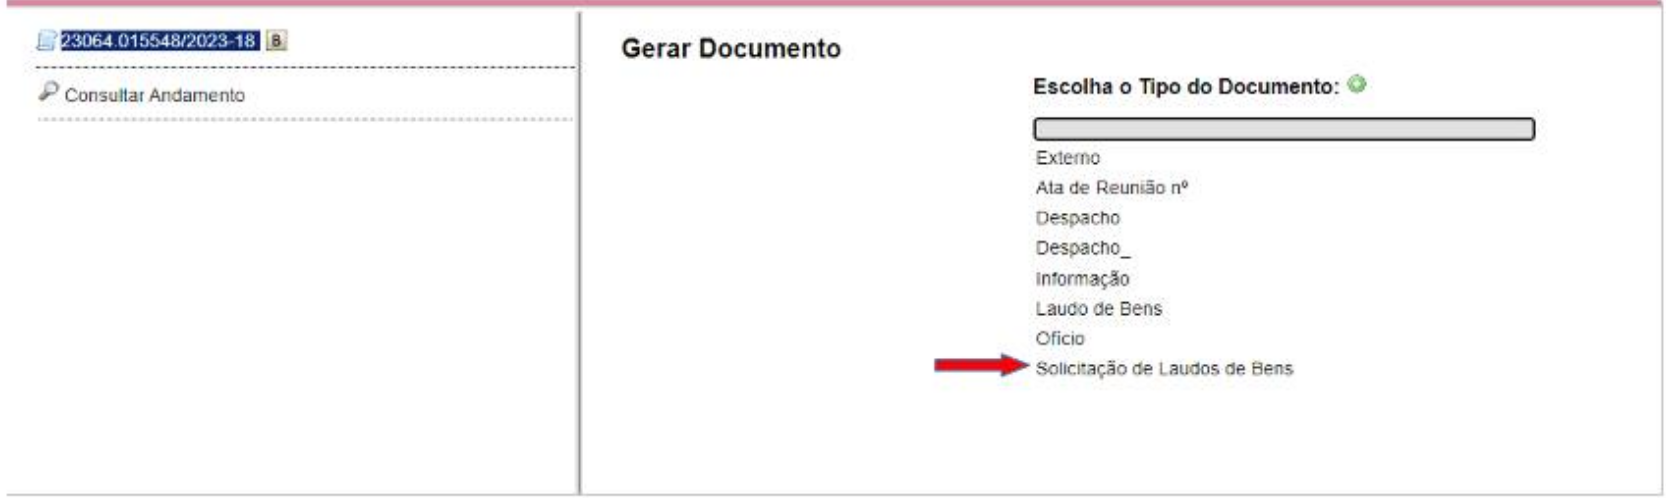 23064.015548/2023-18 B
Consultar Andamento
Gerar Documento
Escolha o Tipo do Documento:
Externo
Ata de Reunião nº
Despacho
Despacho_
Informação
Laudo de Bens
Ofício
Solicitação de Laudos de Bens